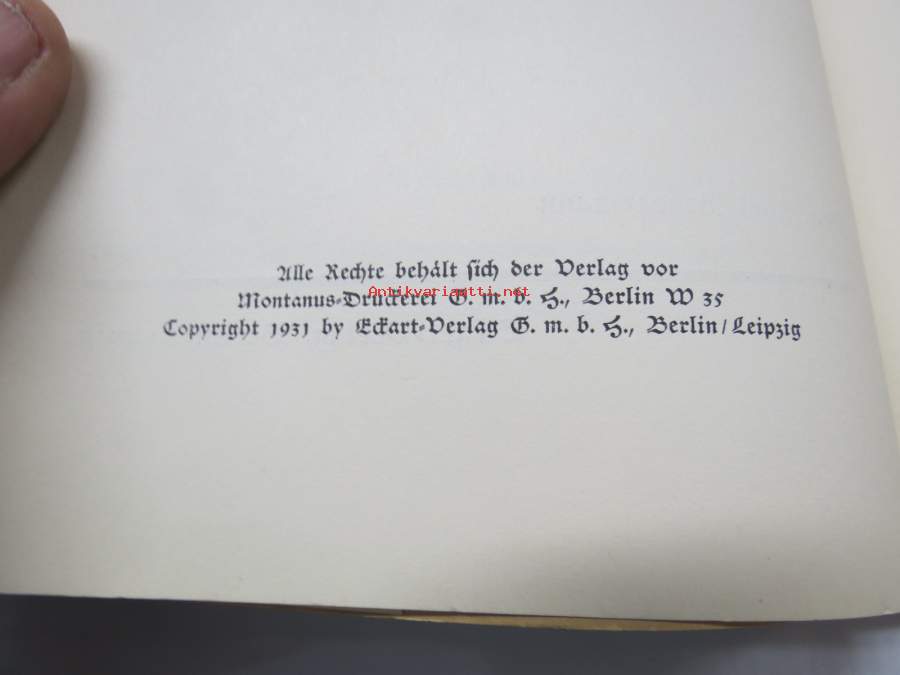 Alle Rechte behält sich der Verlag vor
Antikvariantti.net
Montanus-Druckerei G. m. b. H., Berlin W 35
Copyright 1931 by Eckart-Verlag G. m. b. H., Berlin/Leipzig